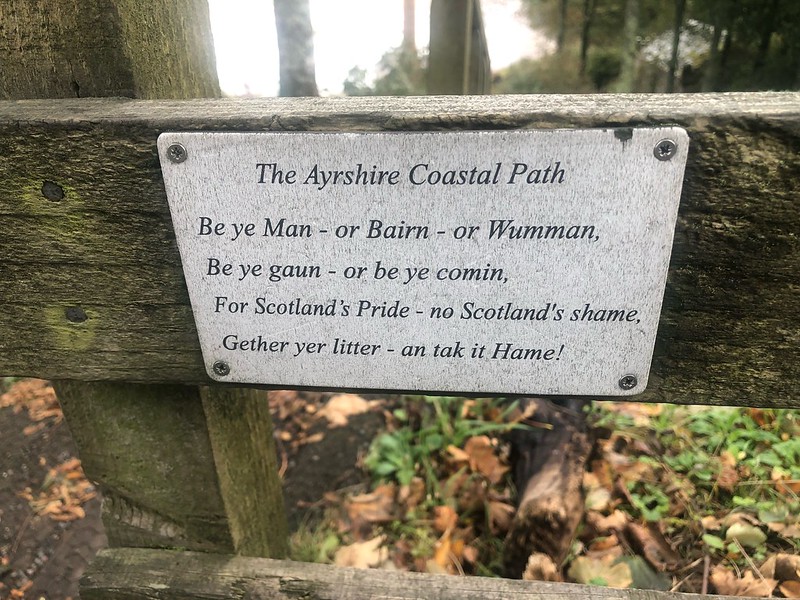 The Ayrshire Coastal Path
Be ye Man - or Bairn - or Wumman,
Be ye gaun - or be ye comin,
For Scotland's Pride - no Scotland's shame,
Gether yer litter - an tak it Hame!